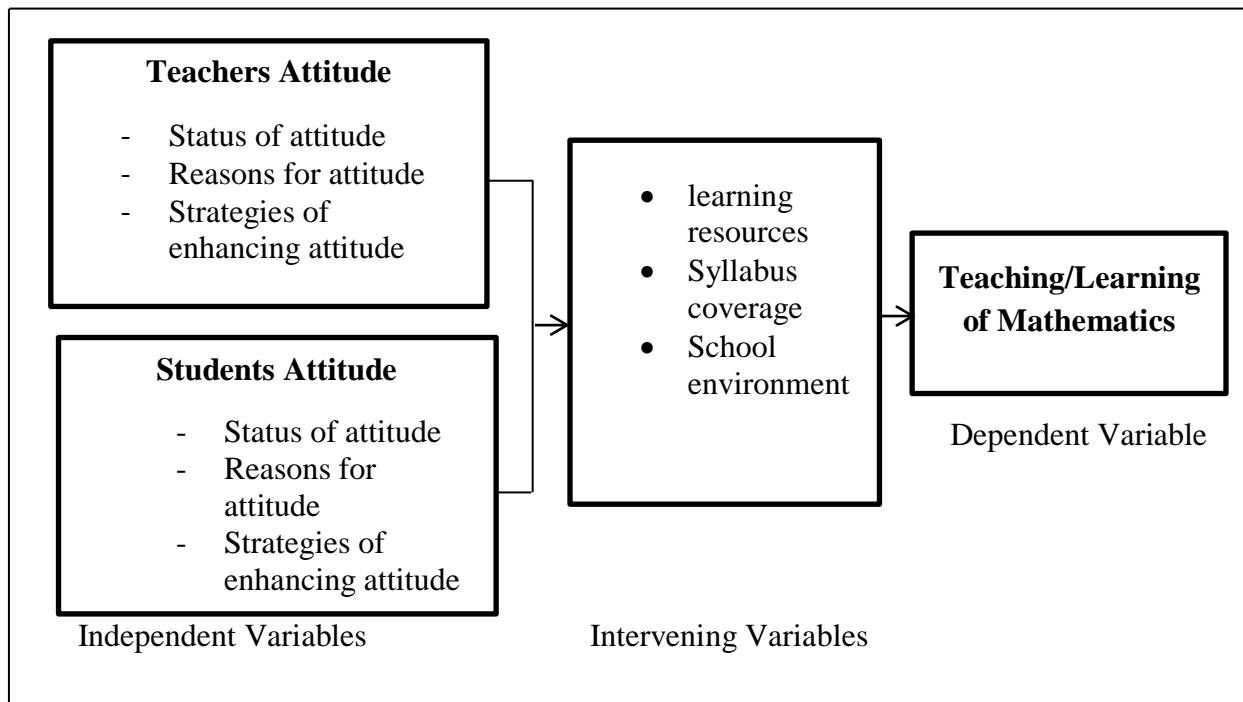 Teachers Attitude
- Status of attitude
- Reasons for attitude
- Strategies of
enhancing attitude
Students Attitude
- Status of attitude
- Reasons for
attitude
- Strategies of
enhancing attitude
Independent Variables
• learning
resources
• Syllabus
coverage
• School
environment
Intervening Variables
Teaching/Learning
of Mathematics
Dependent Variable